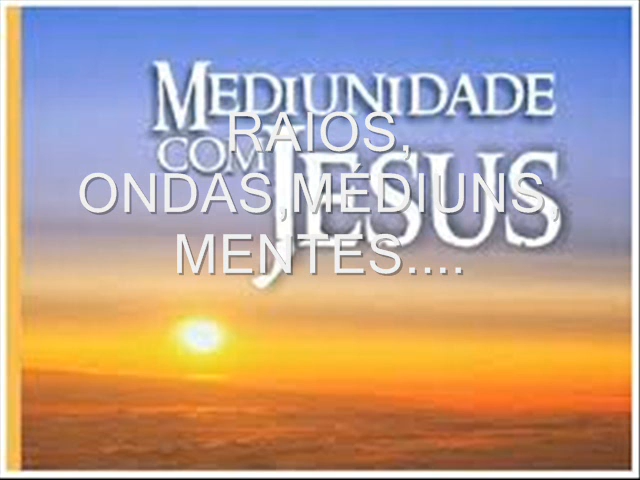 MEDIUNIDADE
COM JESUS
RAIOS,
ONDAS,MEDIUNS,
MENTES....